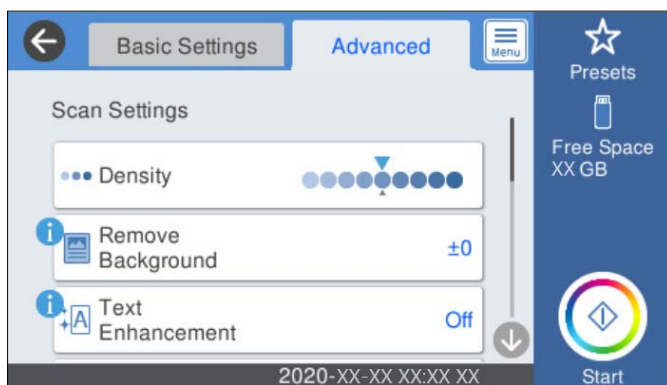 Basic Settings
Advanced
Menu
Presets
Free Space
XX GB
Scan Settings
Density
Remove
Background
±0
Text
Enhancement
Off
A
Start
2020-XX-XX XX:XX XX